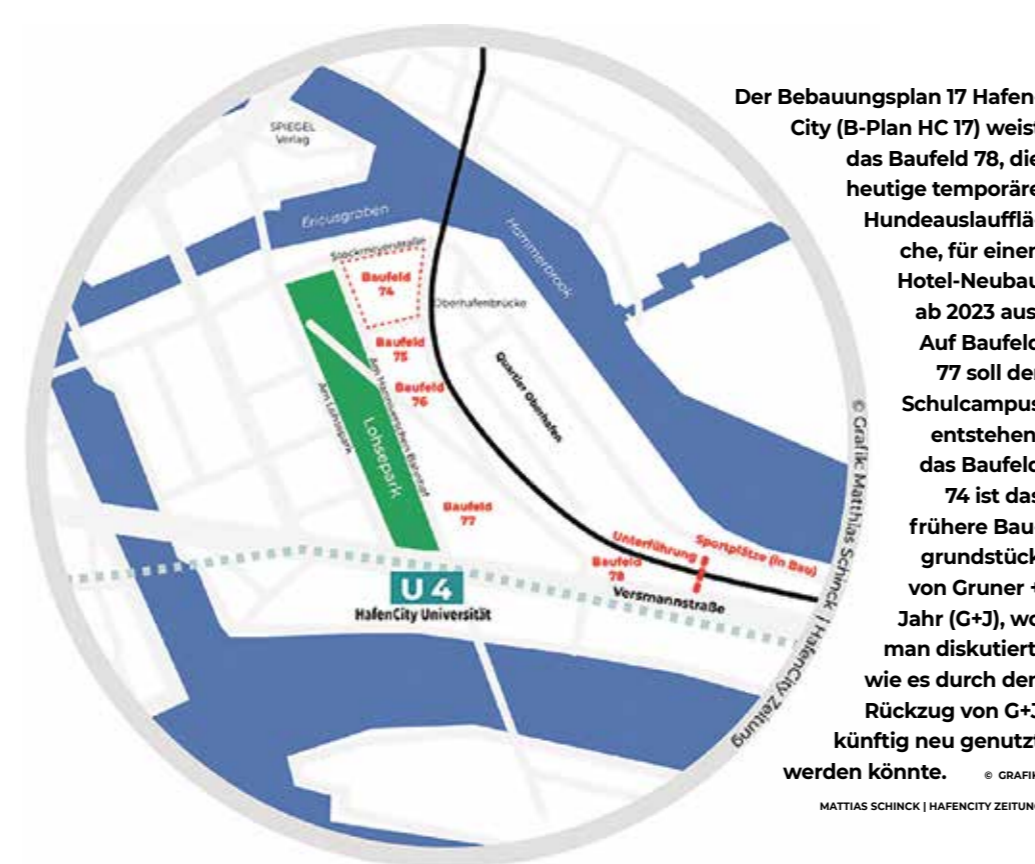 SPIEGEL
Verlag
Ericusgraben
Stockmeyerstraße
Hammerbrook
Baufeld
74
Oberhafenbrücke
Baufeld
75
Baufeld
76
Am Hannoverschen Bahnhof
Am Lohsepark
Lohsepark
Quartier Oberhafen
Baufeld
77
Unterführung
Sportplätze (in Bau)
Baufeld
78
Versmannstraße
U 4
HafenCity Universität
© Grafik: Matthias Schinck | HafenCity Zeitung
Der Bebauungsplan 17 Hafen
City (B-Plan HC 17) weist
das Baufeld 78, die
heutige temporäre
Hundeauslaufflä
che, für einen
Hotel-Neubau
ab 2023 aus.
Auf Baufeld
77 soll der
Schulcampus
entstehen,
das Baufeld
74 ist das
frühere Bau
grundstück
von Gruner +
Jahr (G+J), wo
man diskutiert,
wie es durch den
Rückzug von G+J
künftig neu genutzt
werden könnte. © GRAFIK
MATTIAS SCHINCK | HAFENCITY ZEITUNG